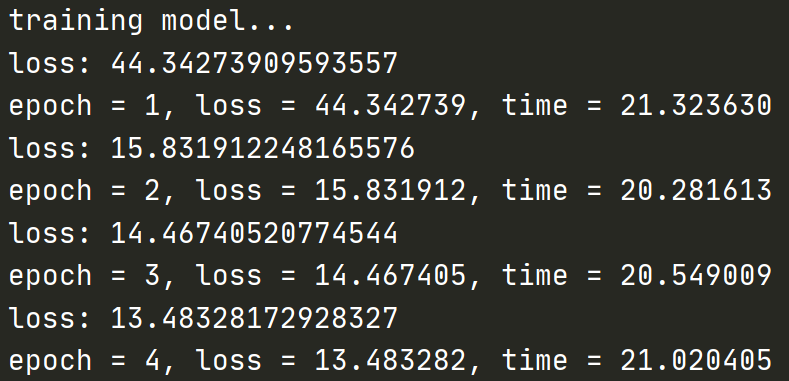 training model...
loss: 44.34273909593557
epoch = 1, loss = 44.342739, time = 21.323630
loss: 15.831912248165576
epoch = 2, loss = 15.831912, time = 20.281613
loss: 14.46740520774544
epoch = 3, loss = 14.467405, time = 20.549009
loss: 13.48328172928327
epoch = 4, loss = 13.483282, time = 21.020405